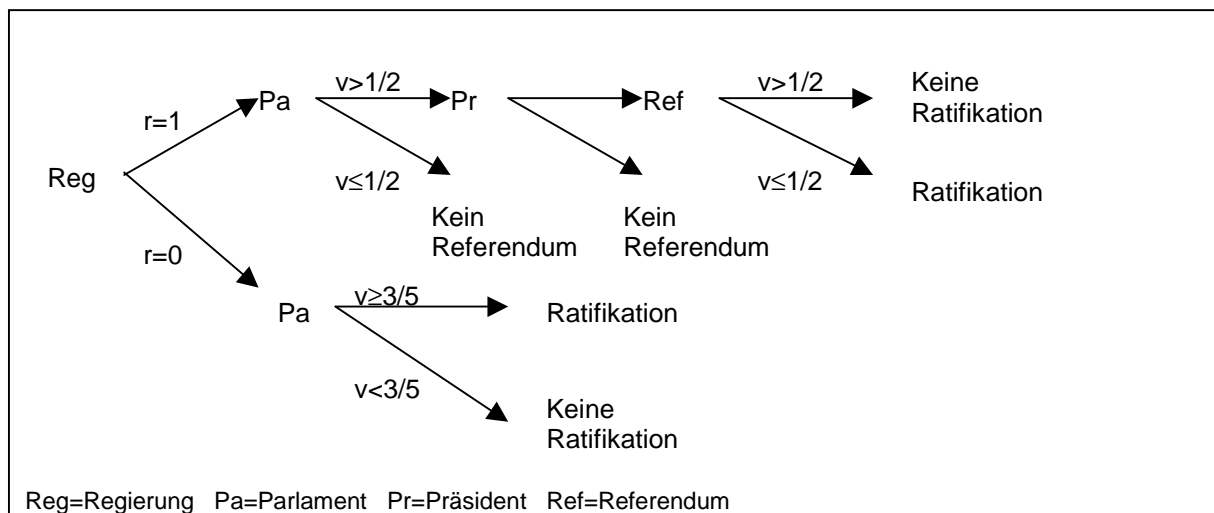 v>1/2
v>1/2
Keine
Ratifikation
Pa
Pr
Ref
r=1
Reg
v≤1/2
v≤1/2
Ratifikation
Kein
Referendum
Kein
Referendum
r=0
Pa
v≥3/5
Ratifikation
v<3/5
Keine
Ratifikation
Reg=Regierung Pa=Parlament Pr=Präsident Ref=Referendum